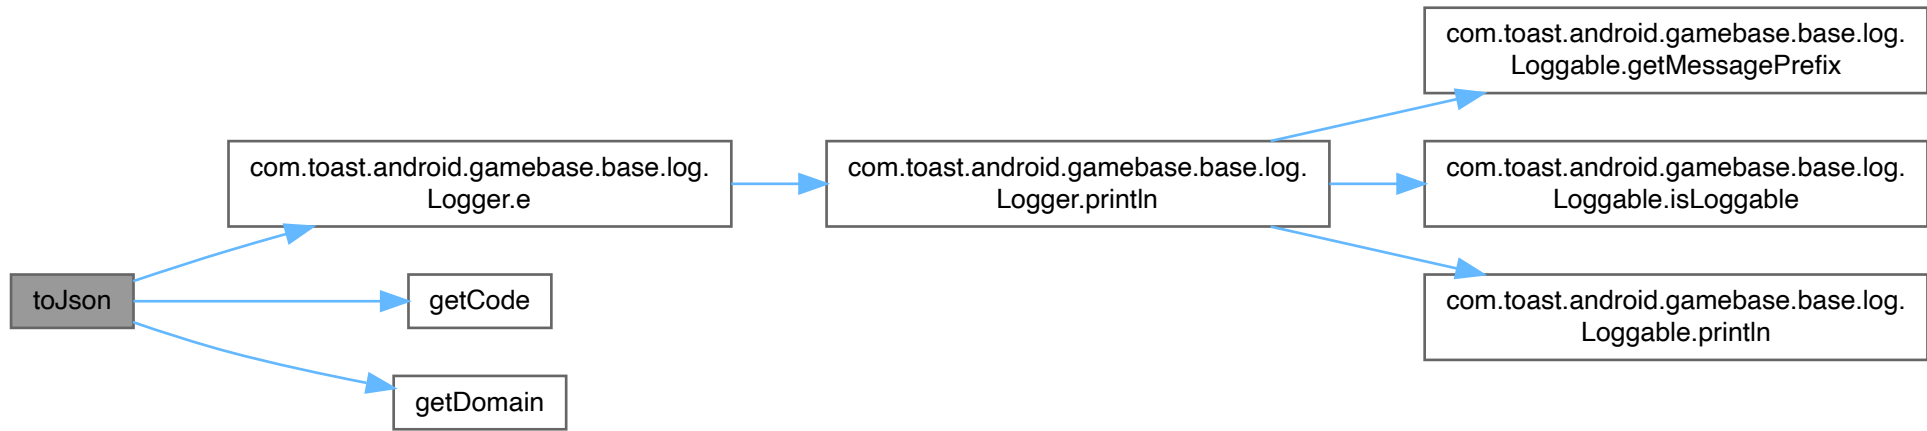 toJson
com.toast.android.gamebase.base.log.
Logger.e
getCode
getDomain
com.toast.android.gamebase.base.log.
Logger.println
com.toast.android.gamebase.base.log.
Loggable.getMessagePrefix
com.toast.android.gamebase.base.log.
Loggable.isLoggable
com.toast.android.gamebase.base.log.
Loggable.println